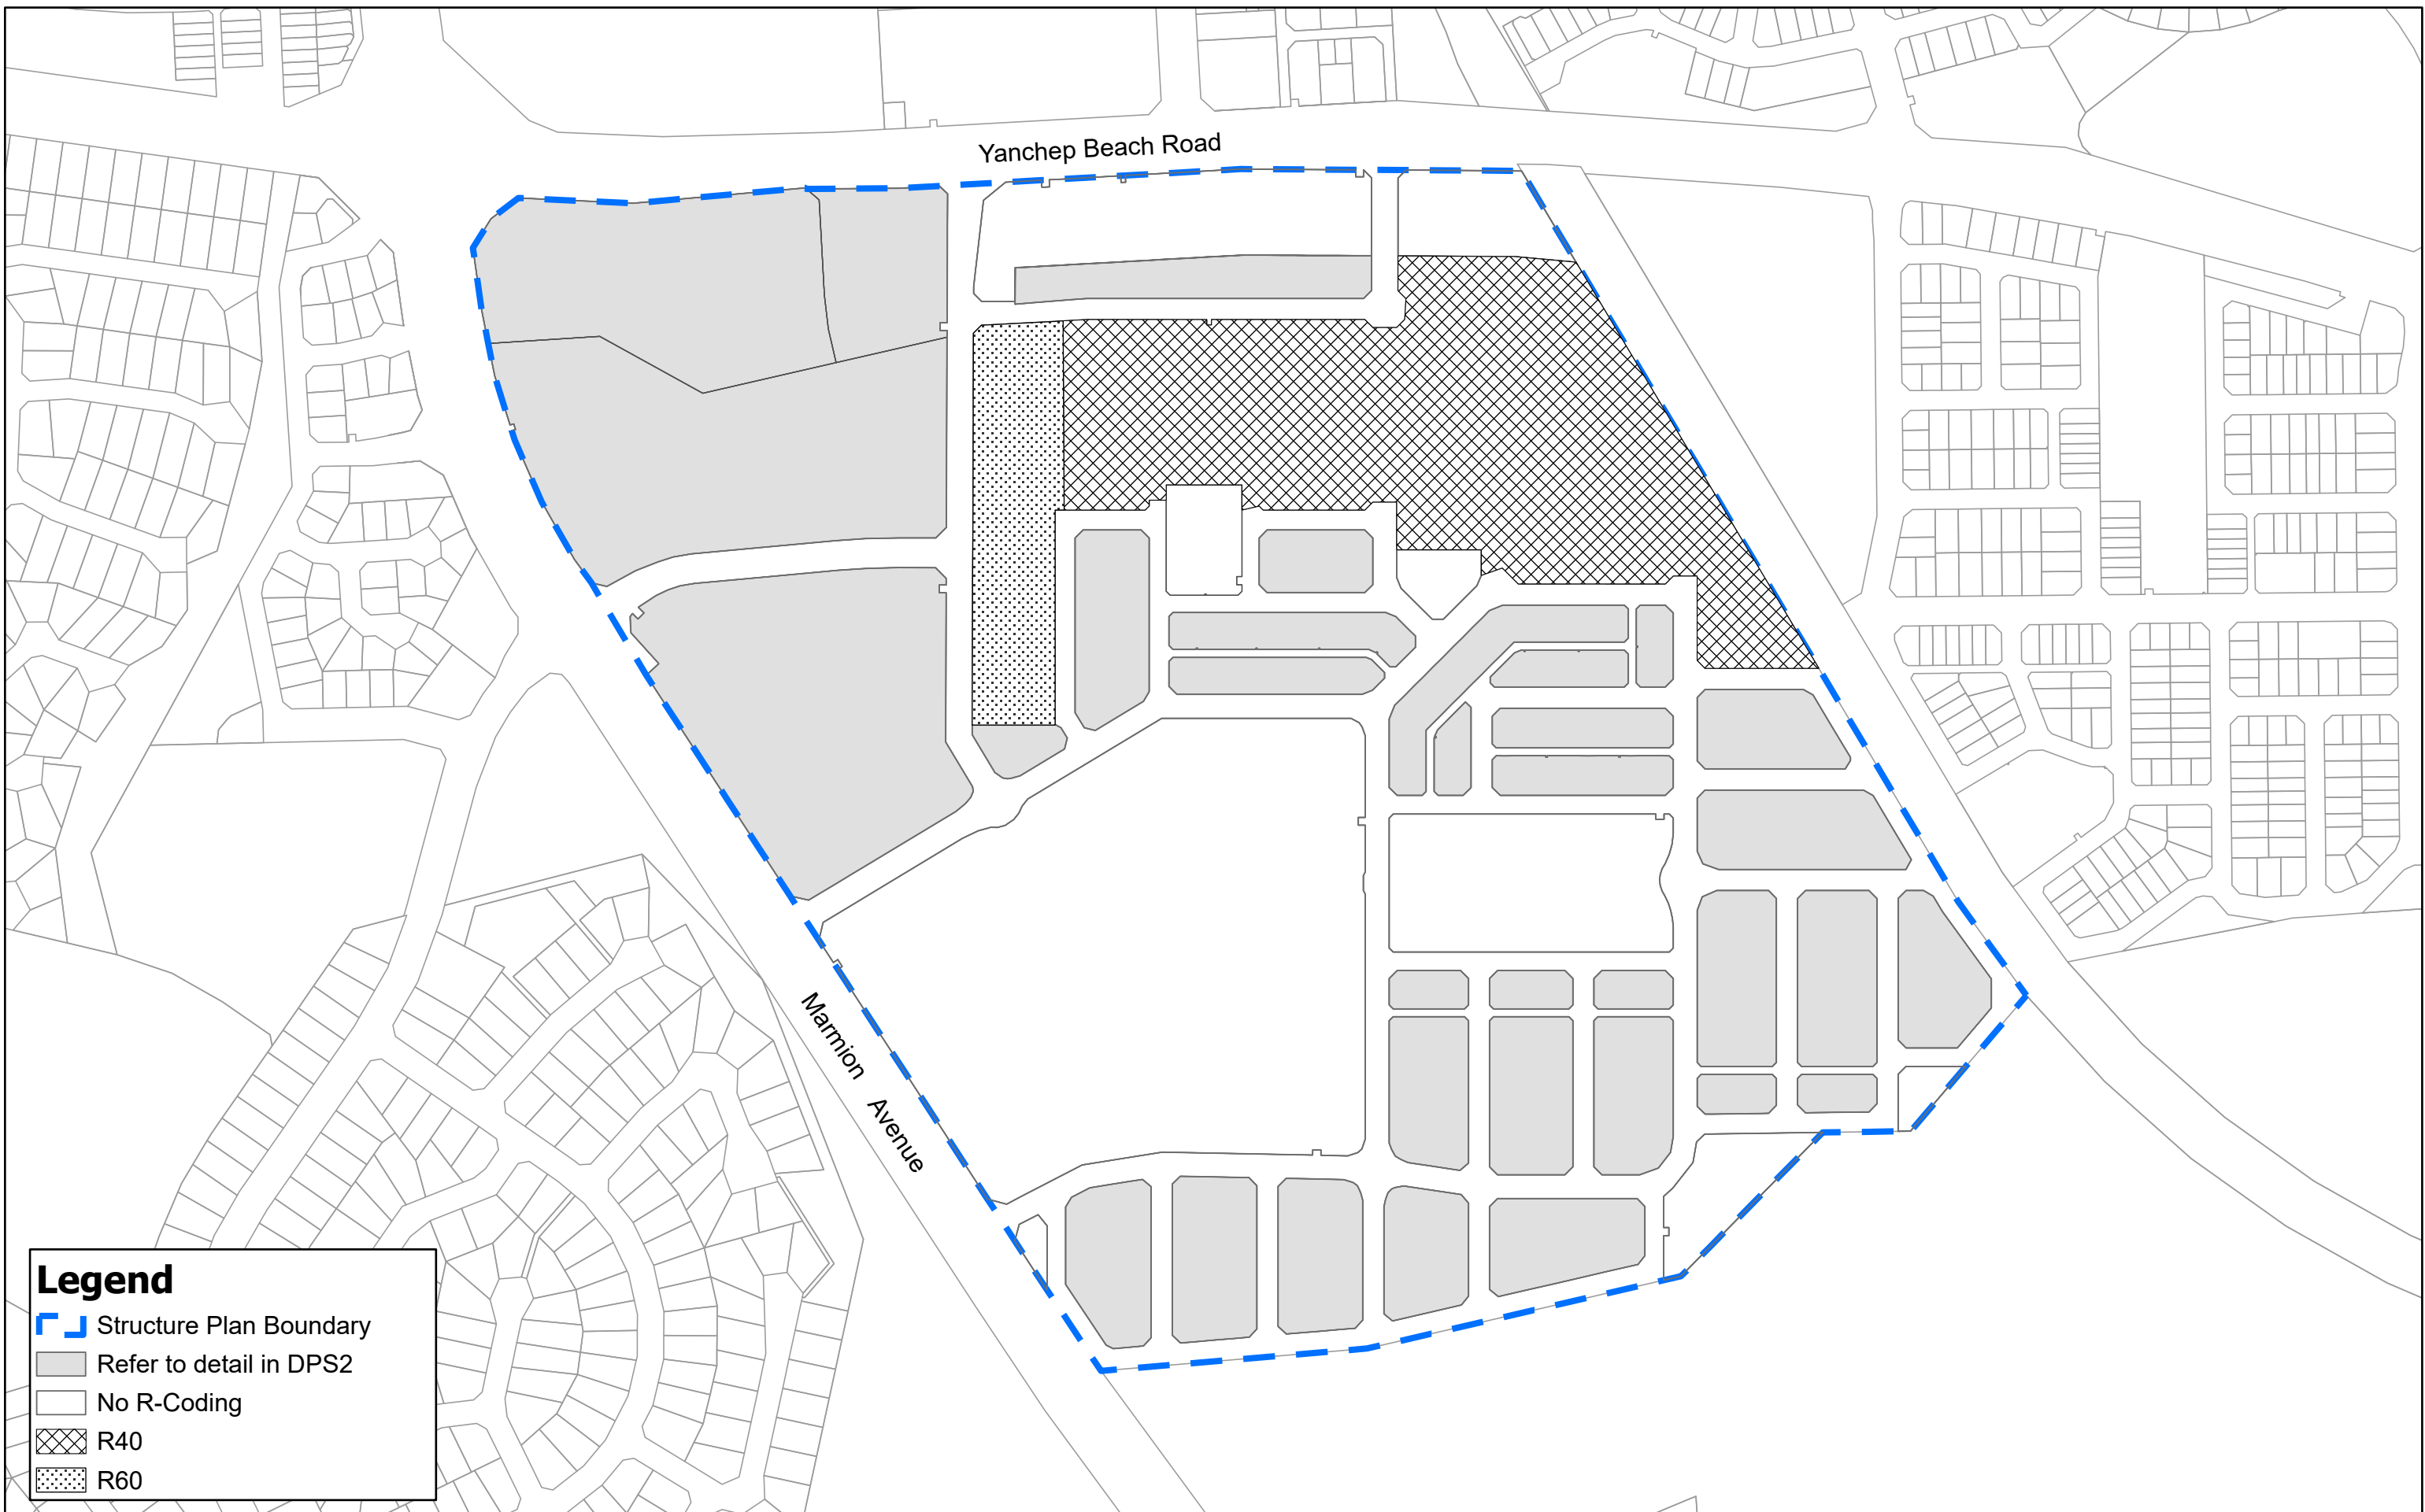 Yanchep Beach Road
Marmion Avenue
Legend
Structure Plan Boundary
Refer to detail in DPS2
No R-Coding
R40
R60